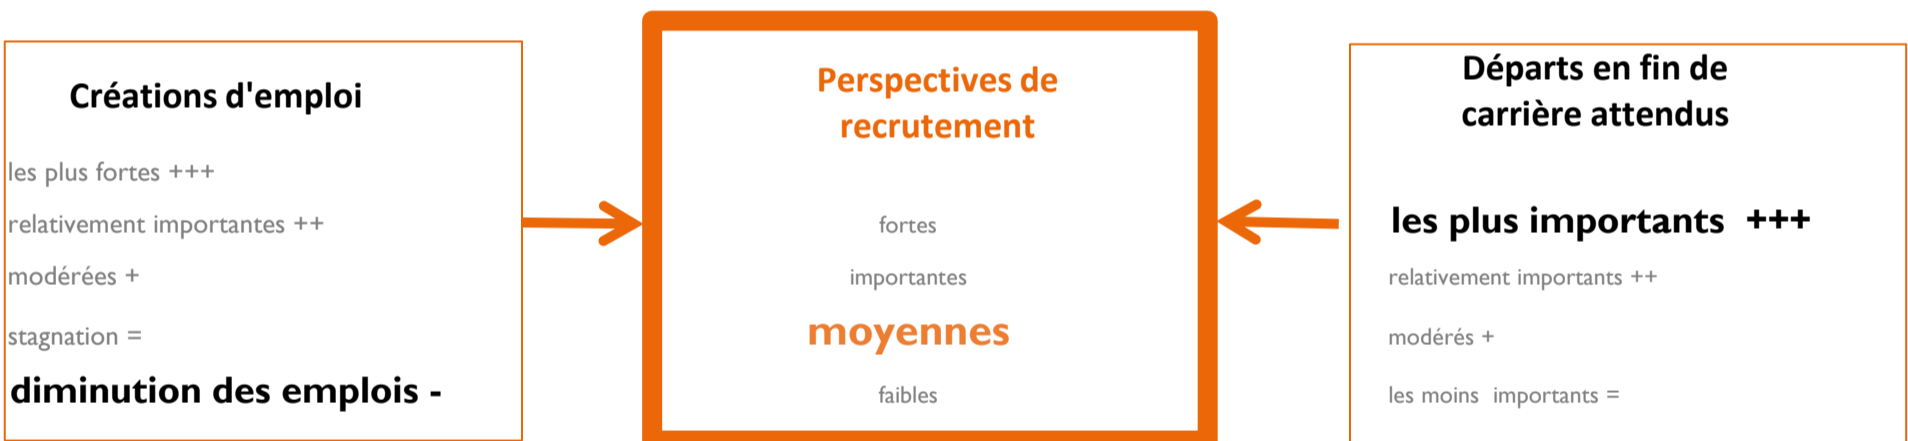 Créations d'emploi
les plus fortes +++
relativement importantes ++
modérées +
stagnation =
diminution des emplois -
Perspectives de
recrutement
fortes
importantes
moyennes
faibles
Départs en fin de
carrière attendus
les plus importants +++
relativement importants ++
modérés +
les moins importants =